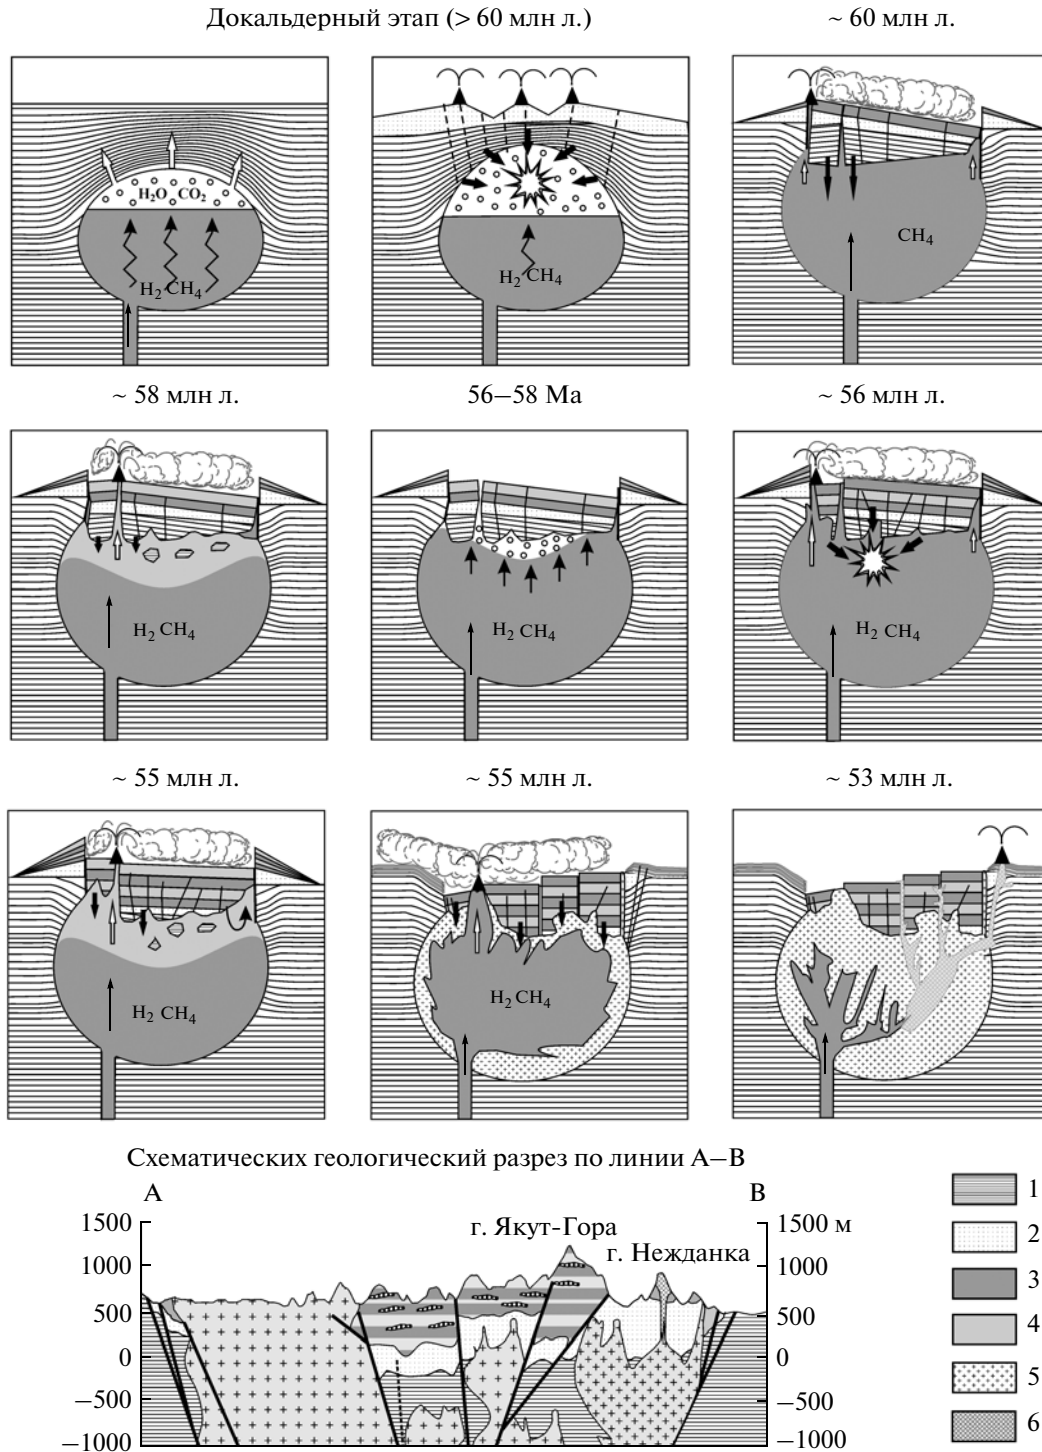 Докальдерный этап (> 60 млн л.)
~ 60 млн л.
H2O CO2
H2 CH4
H2 CH4
CH4
~ 58 млн л.
56–58 Ma
~ 56 млн л.
H2 CH4
H2 CH4
H2 CH4
~ 55 млн л.
~ 55 млн л.
~ 53 млн л.
H2 CH4
H2 CH4
Схематических геологический разрез по линии А–В
А
В
1500
1000
500
0
–500
–1000
г. Якут-Гора
г. Нежданка
1500 м
1000
500
0
–500
–1000
1
2
3
4
5
6